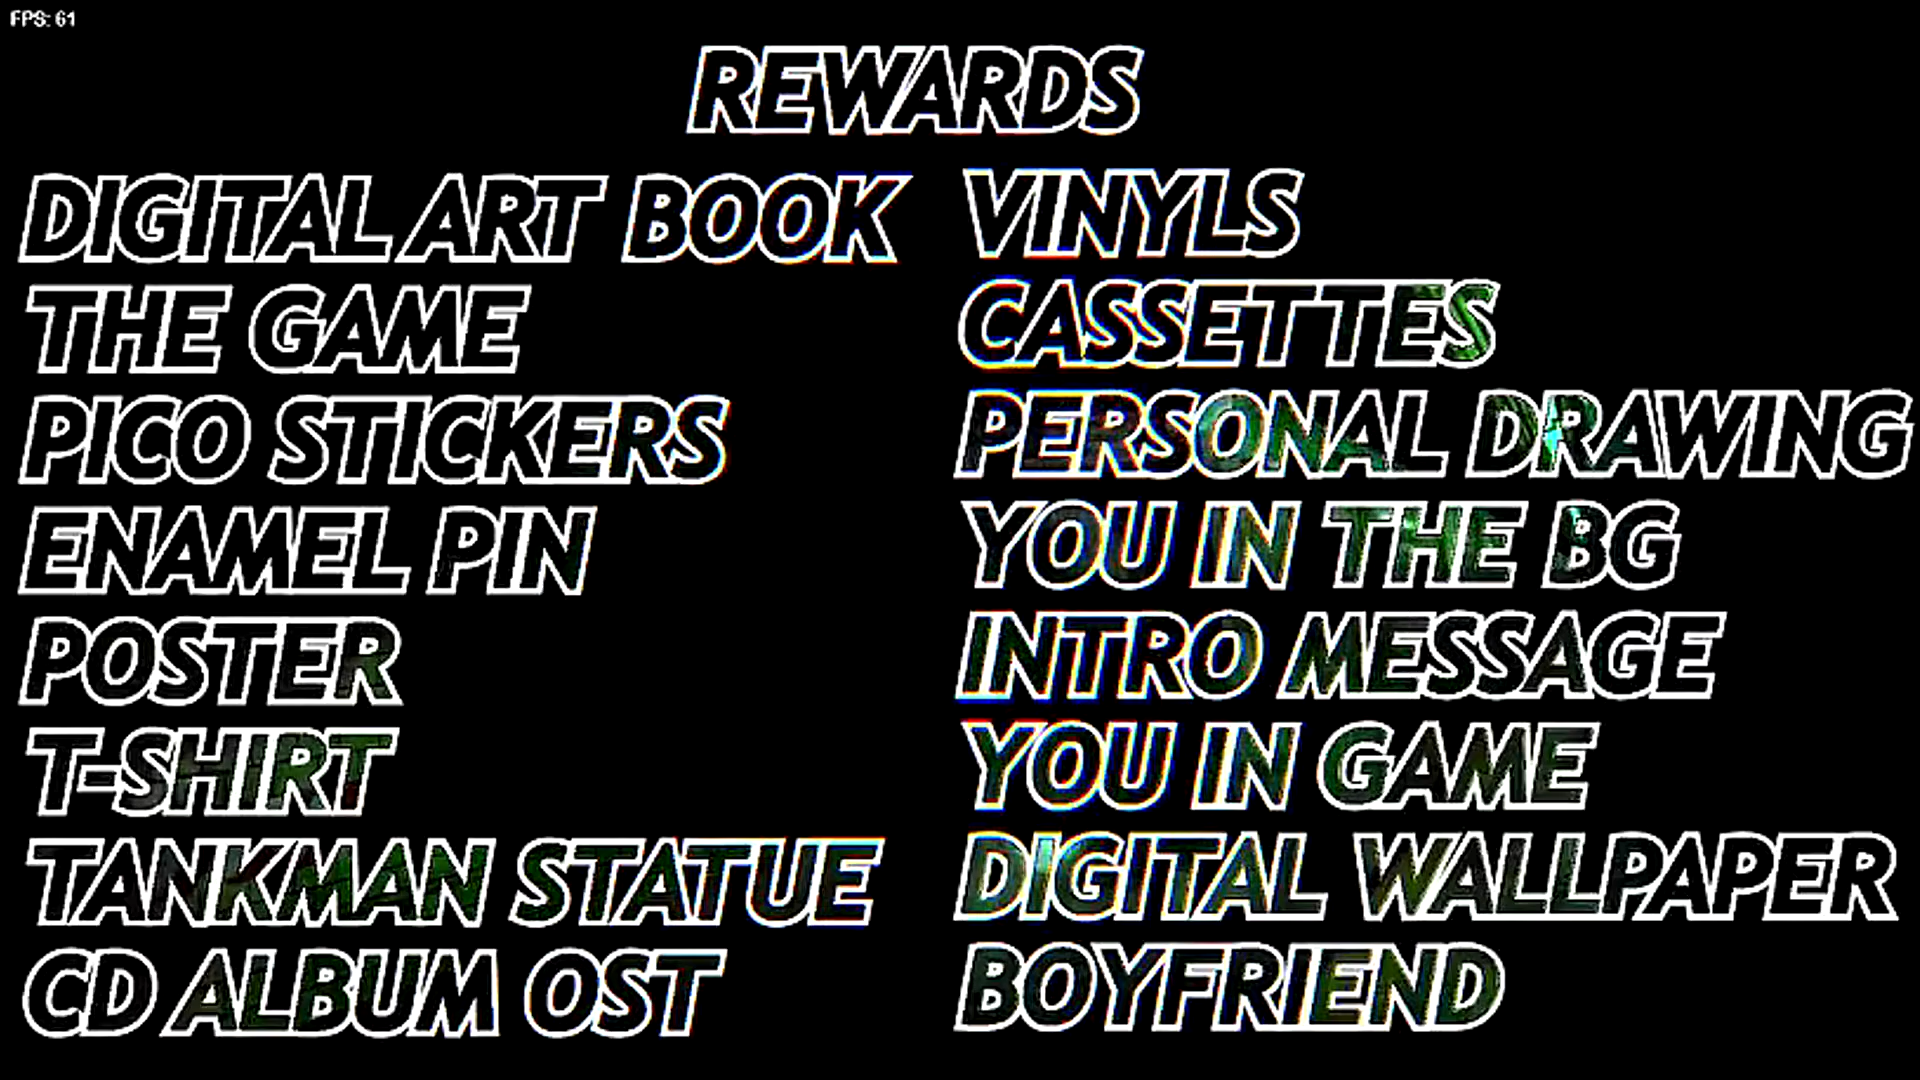 FPS: 61
REWARDS
DIGITAL ART BOOK
THE GAME
PICO STICKERS
ENAMEL PIN
POSTER
T-SHIRT
TANKMAN STATUE
CD ALBUM OST
VINYLS
CASSETTES
PERSONAL DRAWING
YOU IN THE BG
INTRO MESSAGE
YOU IN GAME
DIGITAL WALLPAPER
BOYFRIEND